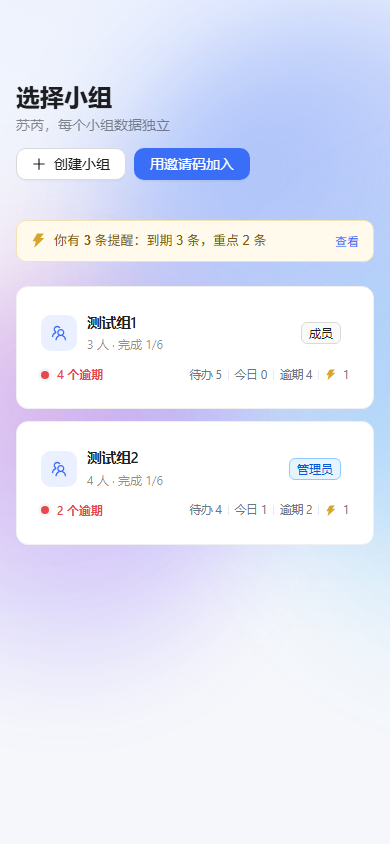 选择小组
苏芮，每个小组数据独立
创建小组
用邀请码加入
你有 3 条提醒：到期 3 条，重点 2 条
查看
测试组1
成员
3 人 · 完成 1/6
4 个逾期
待办 5 今日 0 逾期 4 1
测试组2
管理员
4 人 · 完成 1/6
2 个逾期
待办 4 今日 1 逾期 2 1